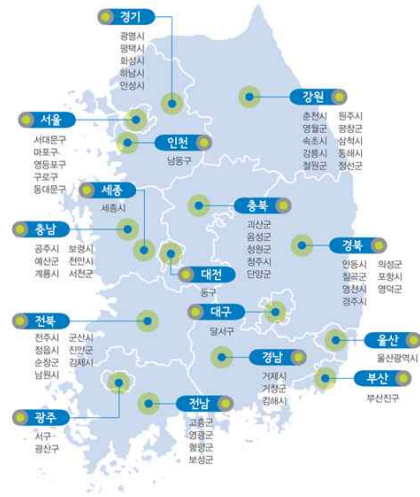 경기
광명시
평택시
화성시
하남시
안성시
서울
서대문구
마포구
영등포구
구로구
동대문구
인천
남동구
강원
춘천시 원주시
영월군 평창군
속초시 삼척시
강릉시 동해시
철원군 정선군
세종
세종시
충남
공주시 보령시
예산군 천안시
계룡시 서천군
충북
괴산군
음성군
청원군
청주시
단양군
대전
동구
경북
안동시 의성군
칠곡군 포항시
영천시 영덕군
경주시
대구
달서구
전북
전주시 군산시
정읍시 진안군
순창군 김제시
남원시
경남
거제시
거창군
김해시
울산
울산광역시
부산
부산진구
광주
서구
광산구
전남
고흥군
영광군
함평군
보성군